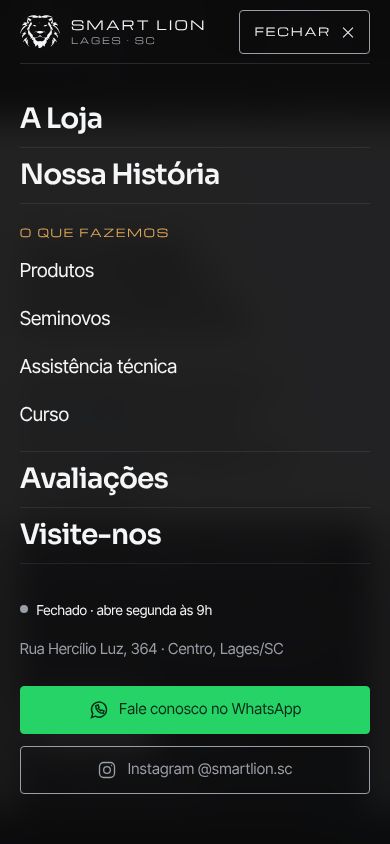 SMART LION
LAGES · SC
FECHAR
A Loja
Nossa História
O QUE FAZEMOS
Produtos
Seminovos
Assistência técnica
Curso
Avaliações
Visite-nos
Fechado · abre segunda às 9h
Rua Hercílio Luz, 364 · Centro, Lages/SC
Fale conosco no WhatsApp
Instagram @smartlion.sc